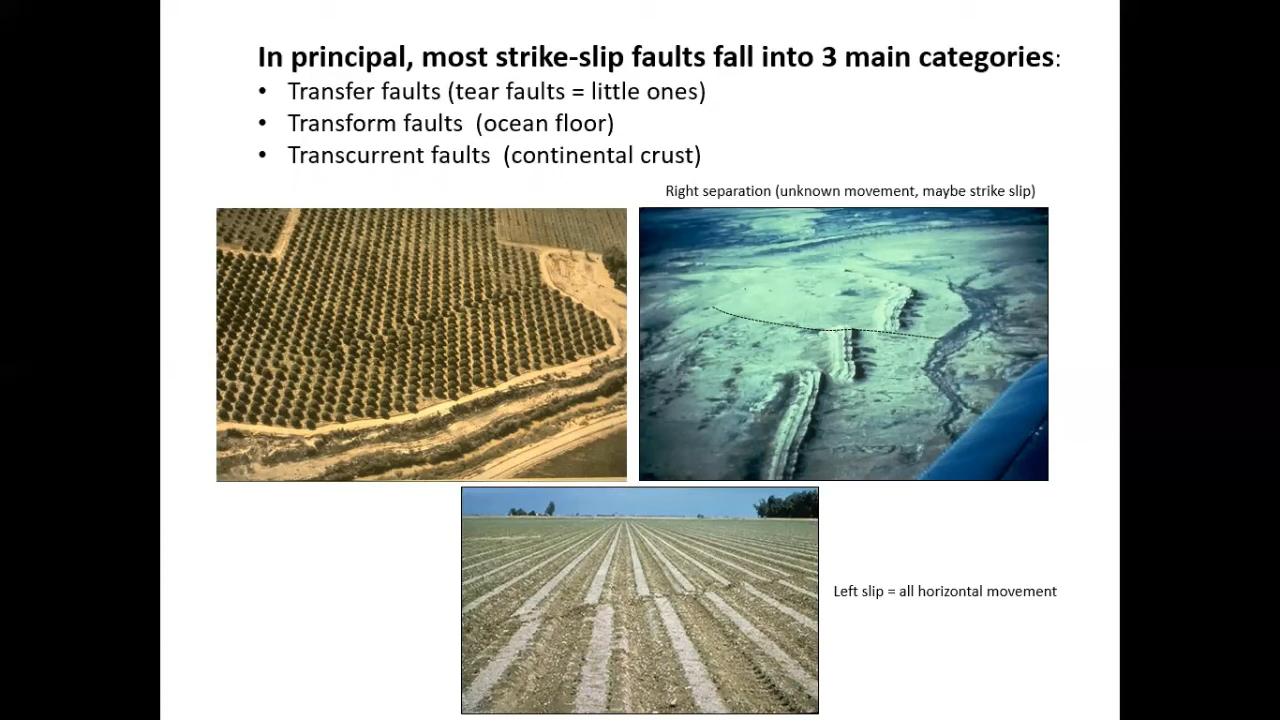 In principal, most strike-slip faults fall into 3 main categories:
• Transfer faults (tear faults = little ones)
• Transform faults (ocean floor)
• Transcurrent faults (continental crust)
Right separation (unknown movement, maybe strike slip)
Left slip = all horizontal movement